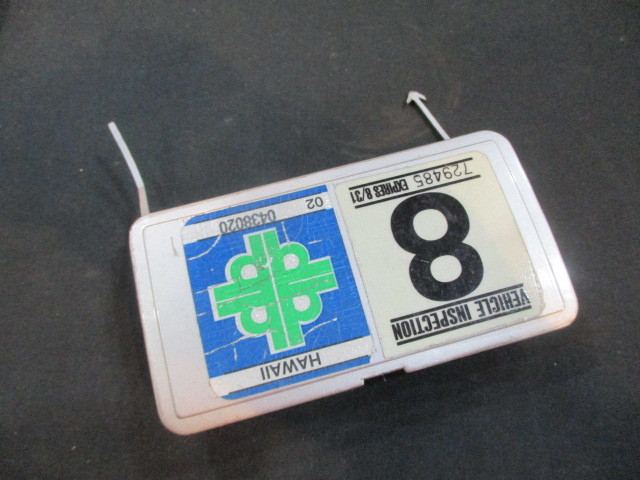 VEHICLE INSPECTION
8
729485 EXPIRES 8/31
HAWAII
0438020
02